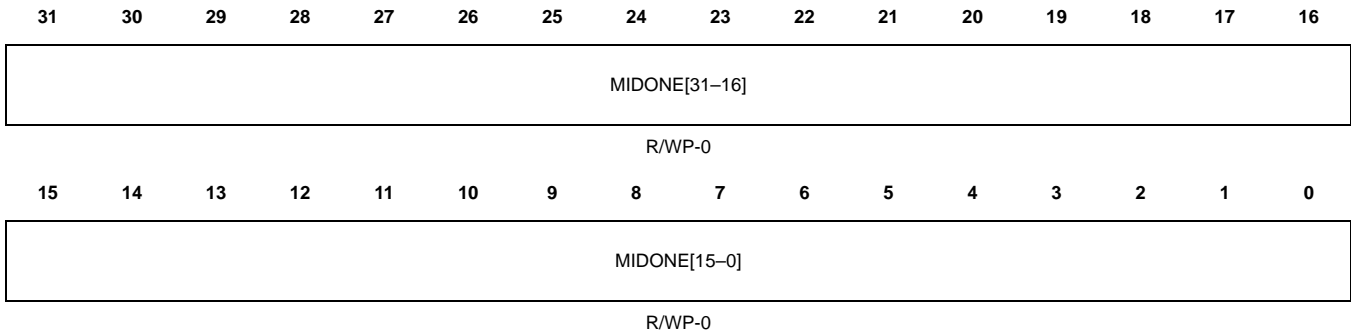 31 30 29 28 27 26 25 24 23 22 21 20 19 18 17 16
MIDONE[31–16]
R/WP-0
15 14 13 12 11 10 9 8 7 6 5 4 3 2 1 0
MIDONE[15–0]
R/WP-0